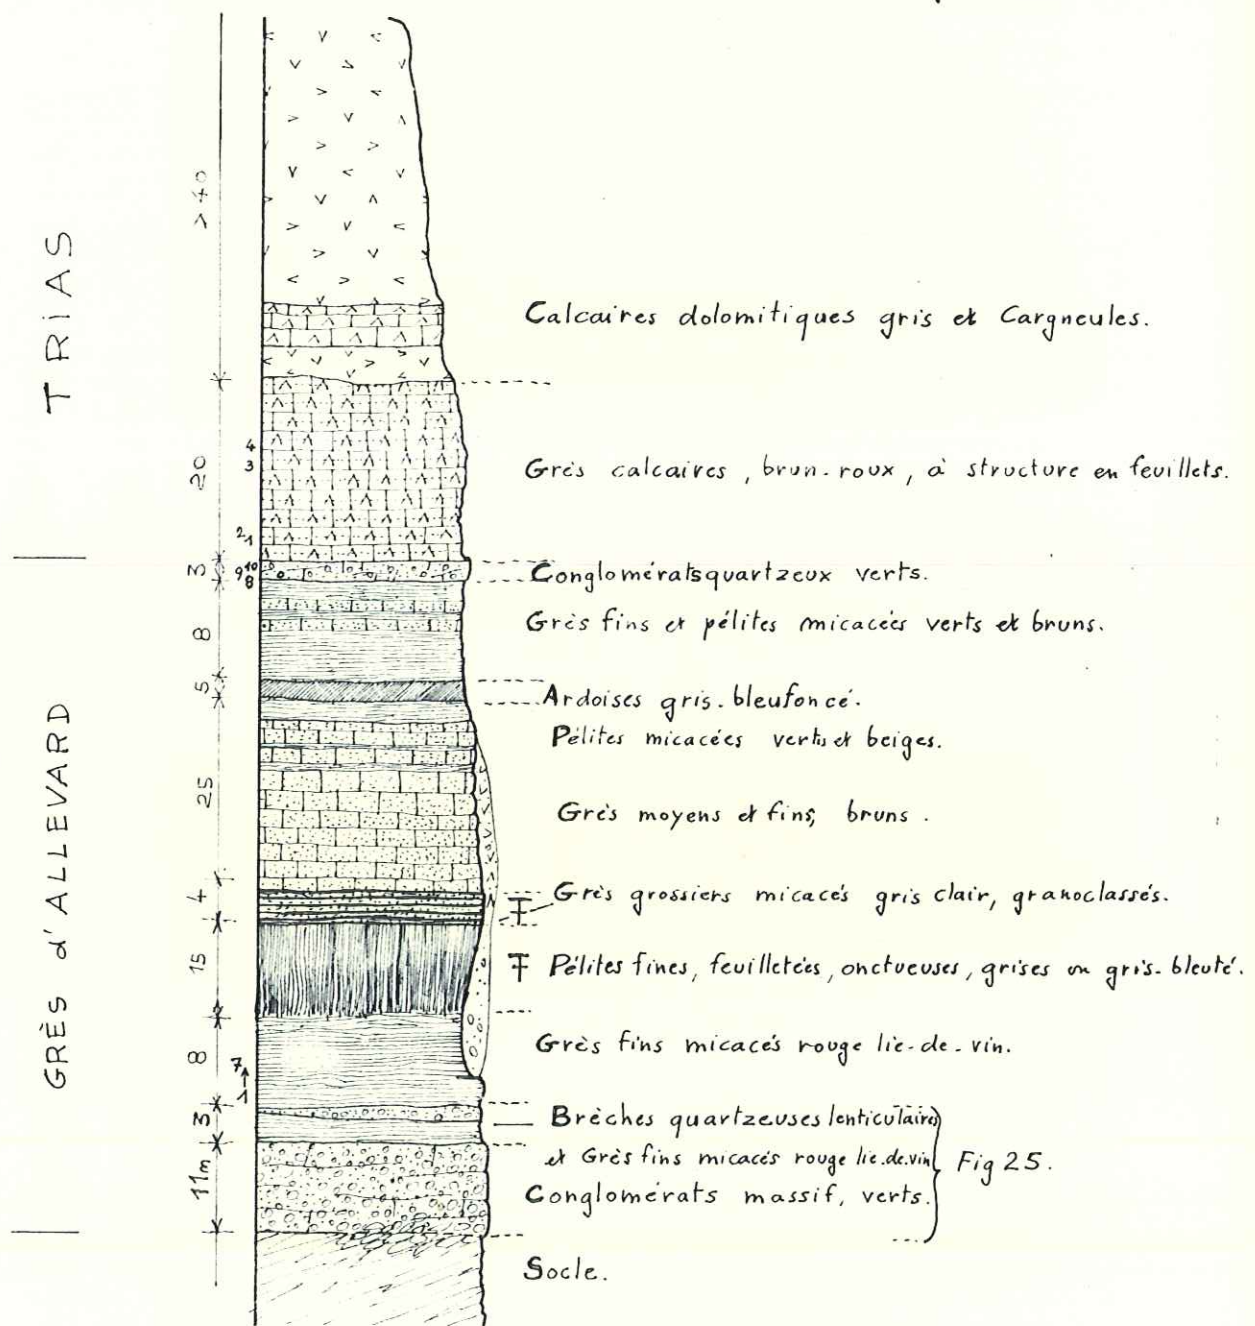 TRIAS
GRÈS d'ALLEVARD
>40
20
3
8
5
25
4
15
8
3
11m
4
3
2
1
10
9
8
7
1
Calcaires dolomitiques gris et Cargneules.
Grès calcaires, brun-roux, à structure en feuillets.
Conglomérats quartzeux verts.
Grès fins et pélites micacées verts et bruns.
Ardoises gris-bleu foncé.
Pélites micacées verts et beiges.
Grès moyens et fins, bruns.
Grès grossiers micacés gris clair, granoclassés.
Pélites fines, feuilletées, onctueuses, grises ou gris-bleuté.
Grès fins micacés rouge lie-de-vin.
Brèches quartzeuses lenticulaires
et Grès fins micacés rouge lie.de.vin
Conglomérats massif, verts.
Fig 25.
Socle.